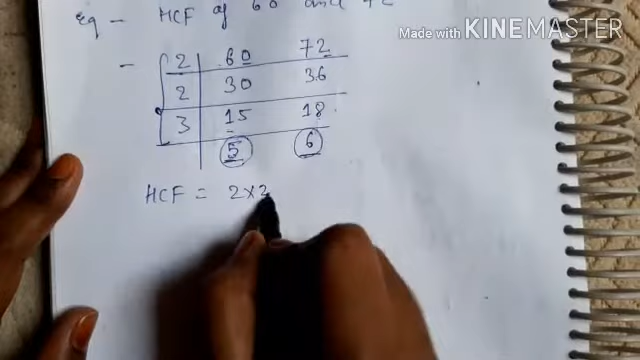 Eg - HCF of 60 and 72
Made with KINEMASTER
- 2 60 72
2 30 36
3 15 18
5 6
HCF = 2x2